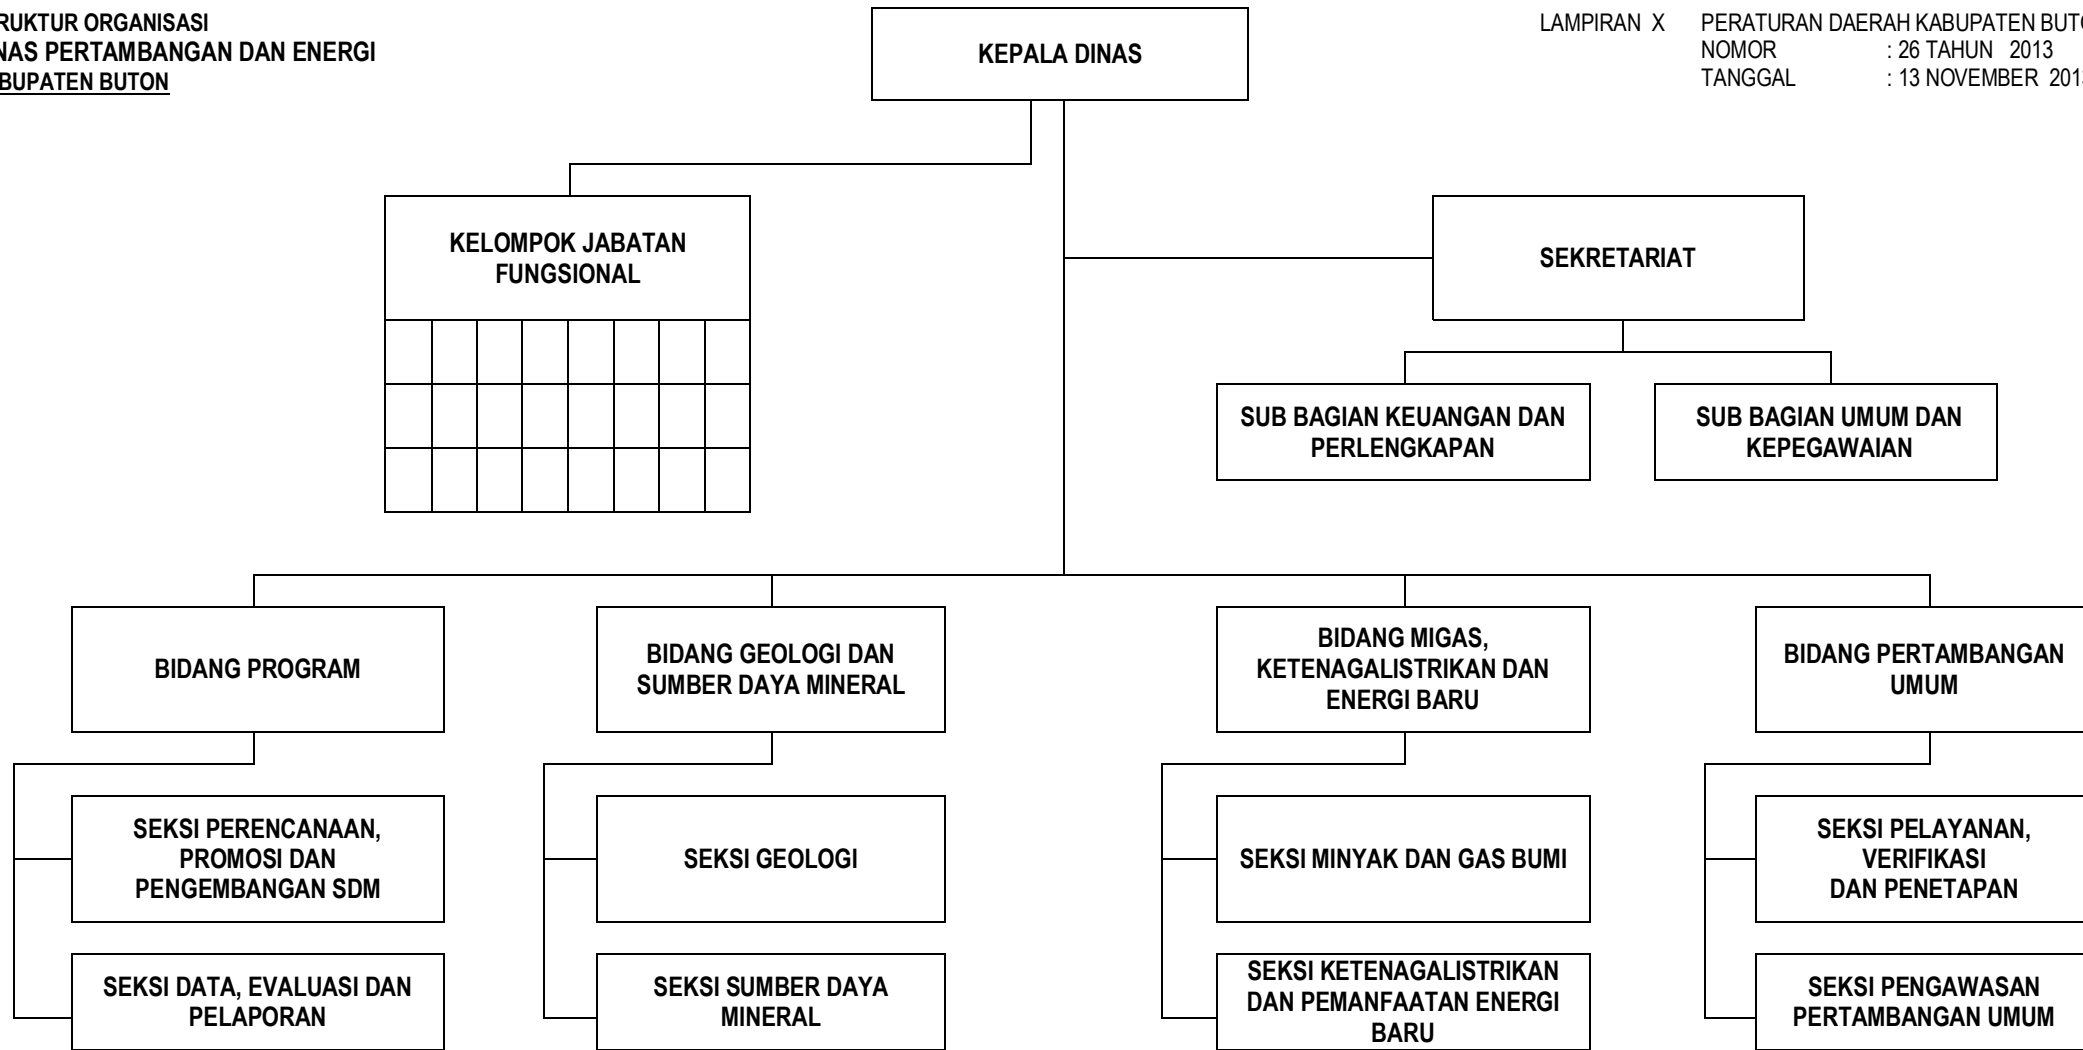 RUKTUR ORGANISASI
NAS PERTAMBANGAN DAN ENERGI
BUPATEN BUTON
KEPALA DINAS
LAMPIRAN X PERATURAN DAERAH KABUPATEN BUTO
NOMOR : 26 TAHUN 2013
TANGGAL : 13 NOVEMBER 201
KELOMPOK JABATAN
FUNGSIONAL
SEKRETARIAT
SUB BAGIAN KEUANGAN DAN
PERLENGKAPAN
SUB BAGIAN UMUM DAN
KEPEGAWAIAN
BIDANG PROGRAM
BIDANG GEOLOGI DAN
SUMBER DAYA MINERAL
BIDANG MIGAS,
KETENAGALISTRIKAN DAN
ENERGI BARU
BIDANG PERTAMBANGAN
UMUM
SEKSI PERENCANAAN,
PROMOSI DAN
PENGEMBANGAN SDM
SEKSI GEOLOGI
SEKSI MINYAK DAN GAS BUMI
SEKSI PELAYANAN,
VERIFIKASI
DAN PENETAPAN
SEKSI DATA, EVALUASI DAN
PELAPORAN
SEKSI SUMBER DAYA
MINERAL
SEKSI KETENAGALISTRIKAN
DAN PEMANFAATAN ENERGI
BARU
SEKSI PENGAWASAN
PERTAMBANGAN UMUM